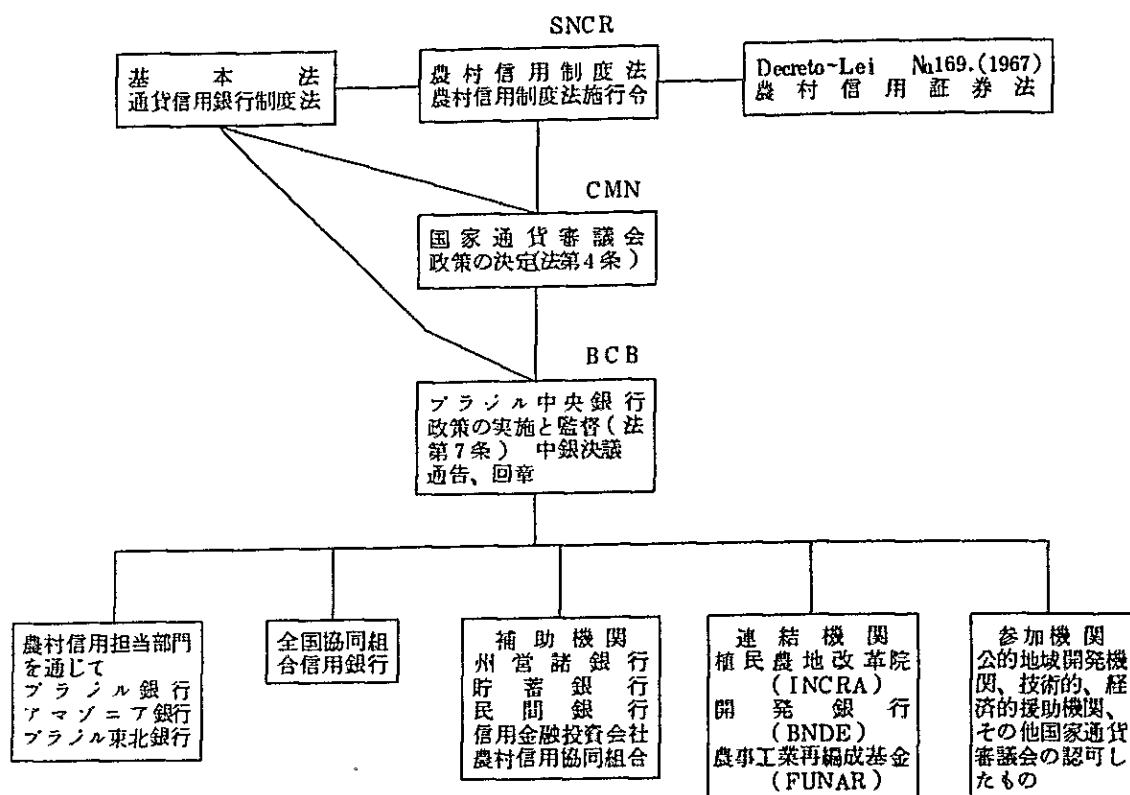 SNCR
基本法
通貨信用銀行制度法
農村信用制度法
農村信用制度法施行令
Decreto-Lei №169.(1967)
農村信用証券法
CMN
国家通貨審議会
政策の決定(法第4条)
BCB
ブラジル中央銀行
政策の実施と監督(法
第7条) 中銀決議
通告、回章
農村信用担当部門
を通じて
ブラジル銀行
アマゾニア銀行
ブラジル東北銀行
全国協同組
合信用銀行
補助機関
州営諸銀行
貯蓄銀行
民間銀行
信用金融投資会社
農村信用協同組合
連結機関
植民農地改革院
(INCRA)
開発銀行
(BNDE)
農事工業再編成基金
(FUNAR)
参加機関
公的地域開発機
関、技術的、経
済的援助機関、
その他国家通貨
審議会の認可し
たもの